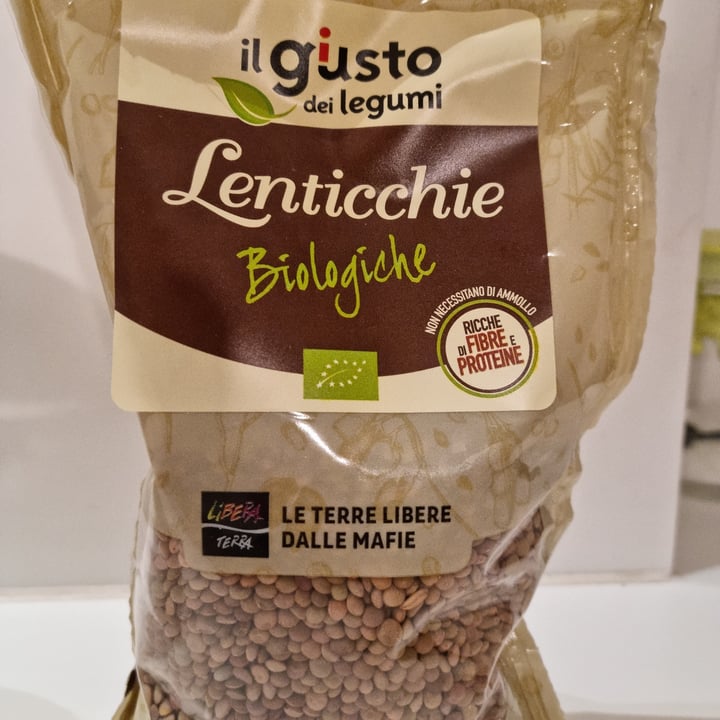 il giusto
dei legumi
Lenticchie
Biologiche
NON NECESSITANO DI AMMOLLO
RICCHE
DI FIBRE E
PROTEINE
LIBERA
TERRA
LE TERRE LIBERE
DALLE MAFIE